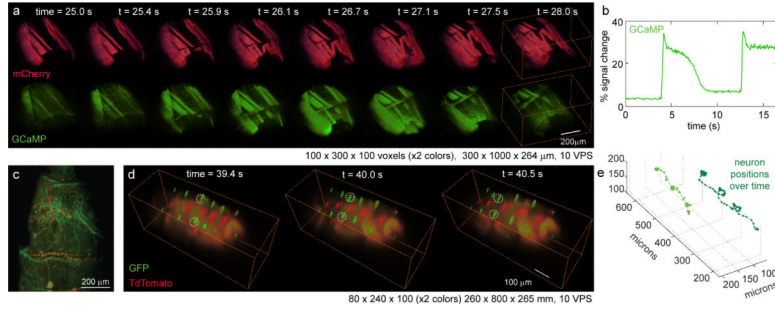 a
time = 25.0 s t = 25.4 s t = 25.9 s t = 26.1 s t = 26.7 s t = 27.1 s t = 27.5 s t = 28.0 s
mCherry
GCaMP
200μm
100 x 300 x 100 voxels (x2 colors), 300 x 1000 x 264 μm, 10 VPS
b
GCaMP
% signal change
40
20
0
0 5 10 15
time (s)
c
200 μm
d
time = 39.4 s t = 40.0 s t = 40.5 s
GFP
TdTomato
100 μm
80 x 240 x 100 (x2 colors) 260 x 800 x 265 mm, 10 VPS
e
neuron
positions
over time
200
150
100
600
500
400
300
200
microns
200 150 100
microns